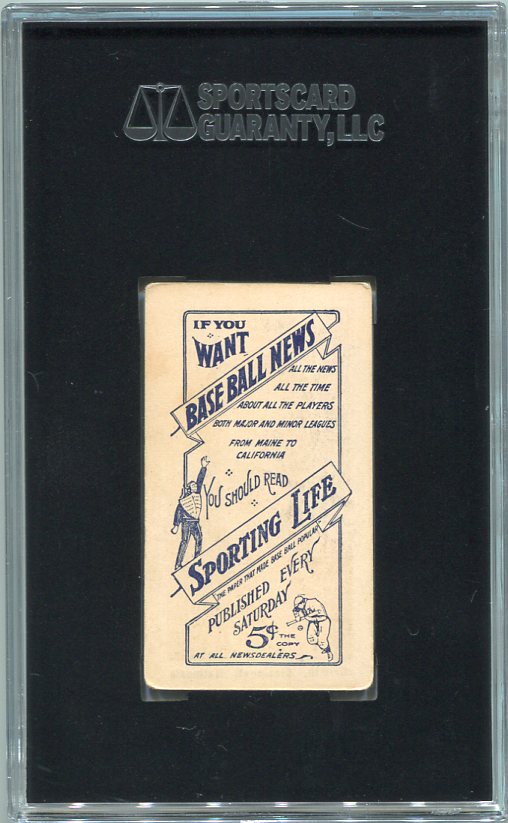 SPORTSCARD
GUARANTY, LLC
IF YOU
WANT
BASE BALL NEWS
ALL THE NEWS
ALL THE TIME
ABOUT ALL THE PLAYERS
BOTH MAJOR AND MINOR LEAGUES
FROM MAINE TO
CALIFORNIA
YOU SHOULD READ
SPORTING LIFE
THE PAPER THAT MADE BASE BALL POPULAR
PUBLISHED EVERY
SATURDAY
5¢ THE
COPY
AT ALL NEWSDEALERS